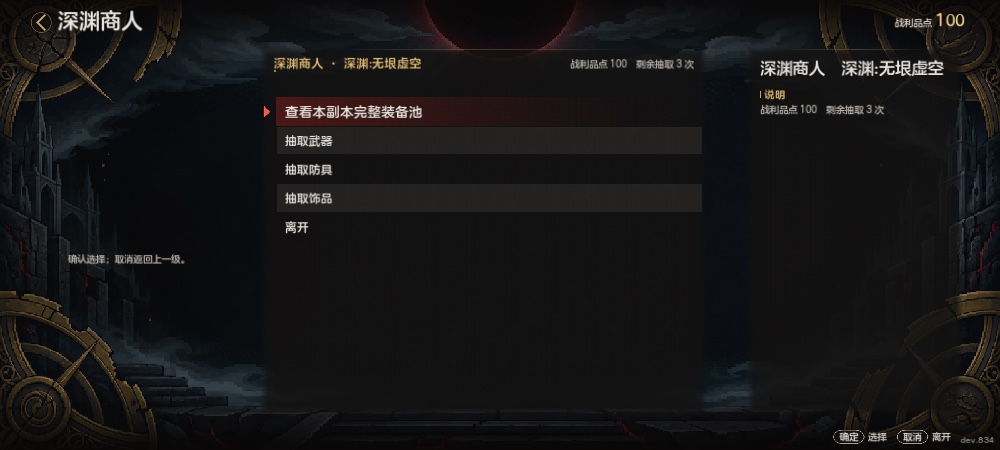 深渊商人
战利品点 100
深渊商人 · 深渊:无垠虚空
战利品点 100 剩余抽取 3 次
查看本副本完整装备池
抽取武器
抽取防具
抽取饰品
离开
确认选择；取消返回上一级。
深渊商人 深渊:无垠虚空
说明
战利品点 100 剩余抽取 3 次
确定 选择 取消 离开
dev.834